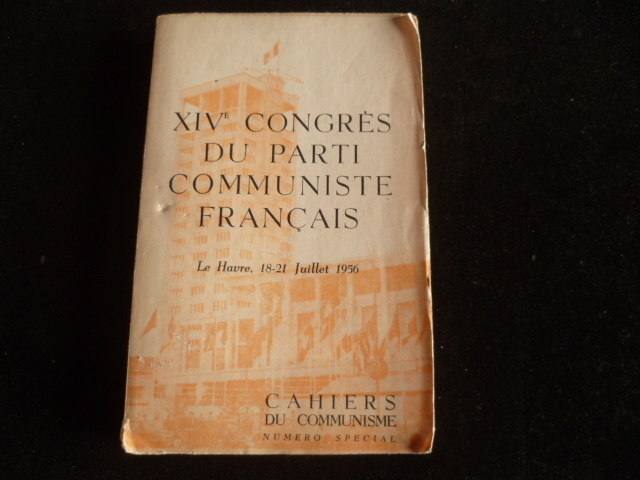 XIVE CONGRÈS
DU PARTI
COMMUNISTE
FRANÇAIS
Le Havre, 18-21 Juillet 1956
CAHIERS
DU COMMUNISME
NUMERO SPECIAL